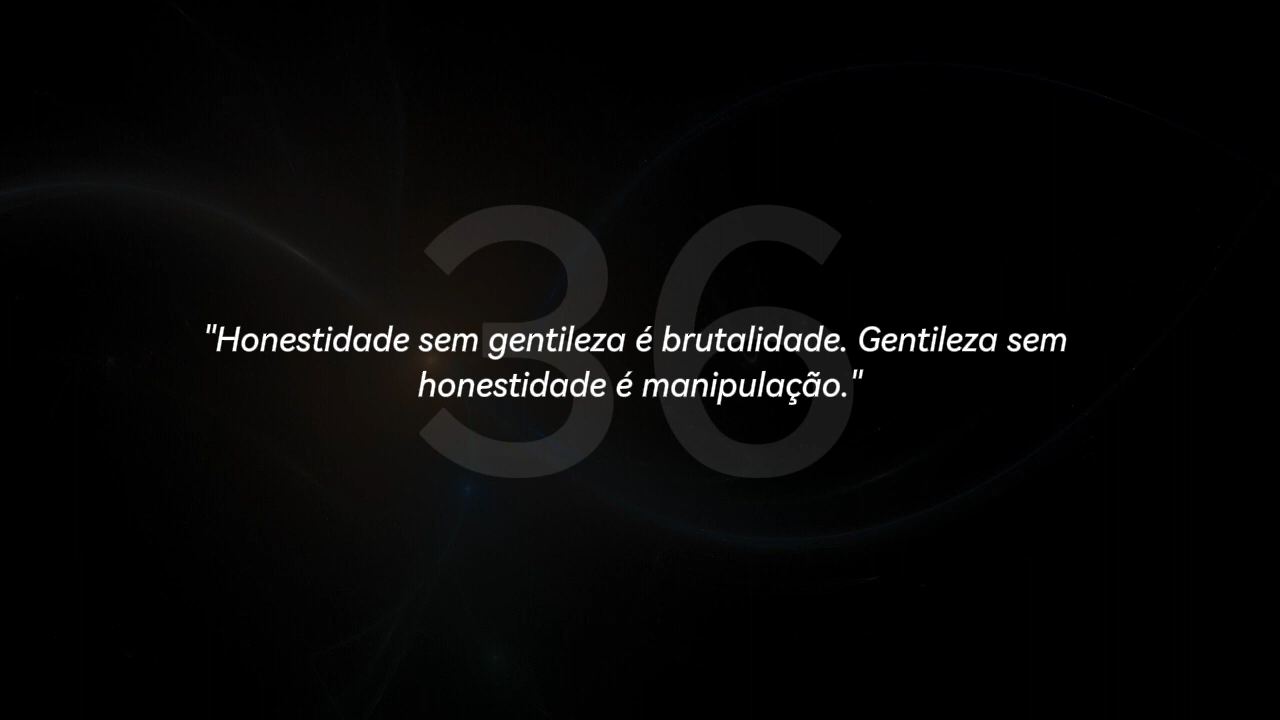 36
"Honestidade sem gentileza é brutalidade. Gentileza sem
honestidade é manipulação."